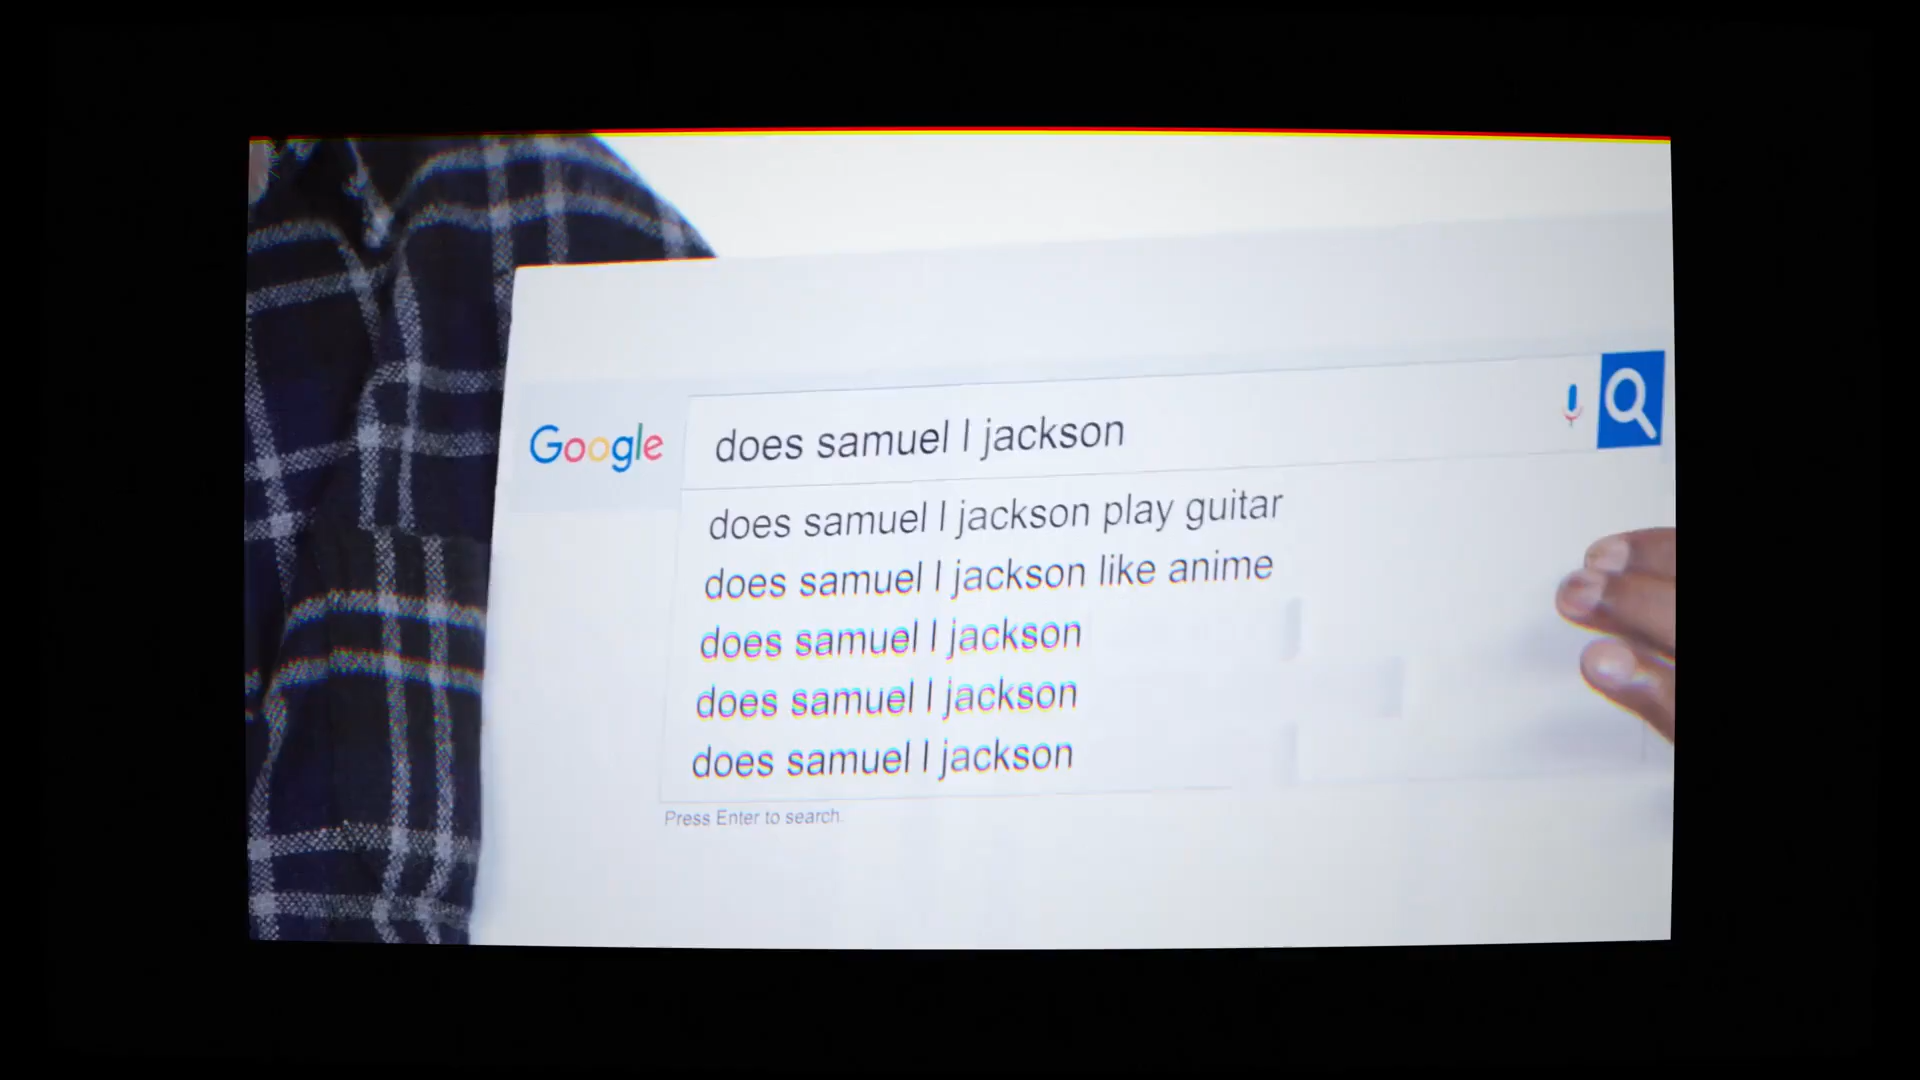 Google
does samuel l jackson
does samuel l jackson play guitar
does samuel l jackson like anime
does samuel l jackson
does samuel l jackson
does samuel l jackson
Press Enter to search.